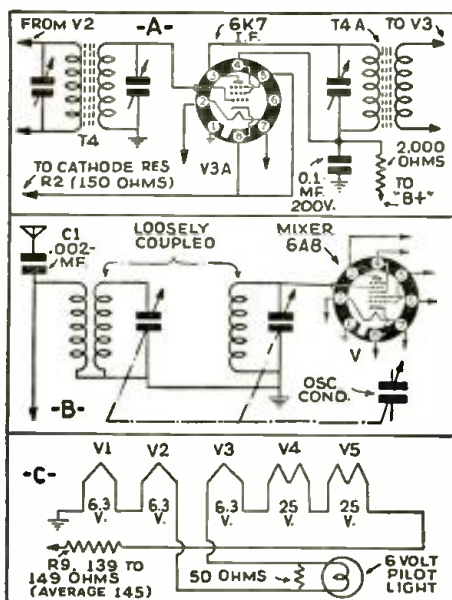 FROM V2
-A-
6K7
I.F.
T4A
TO V3
T4
V3A
TO CATHODE RES
R2 (150 OHMS)
0.1-
MF.
200V.
2,000
OHMS
TO
"B+"
C1
.002-
MF.
LOOSELY
COUPLED
MIXER
6A8
V
OSC
COND.
-B-
-C-
V1
V2
V3
V4
V5
6.3
V.
6.3
V.
6.3
V.
25
V.
25
V.
R9, 139 TO
149 OHMS
(AVERAGE 145)
50 OHMS
6 VOLT
PILOT
LIGHT